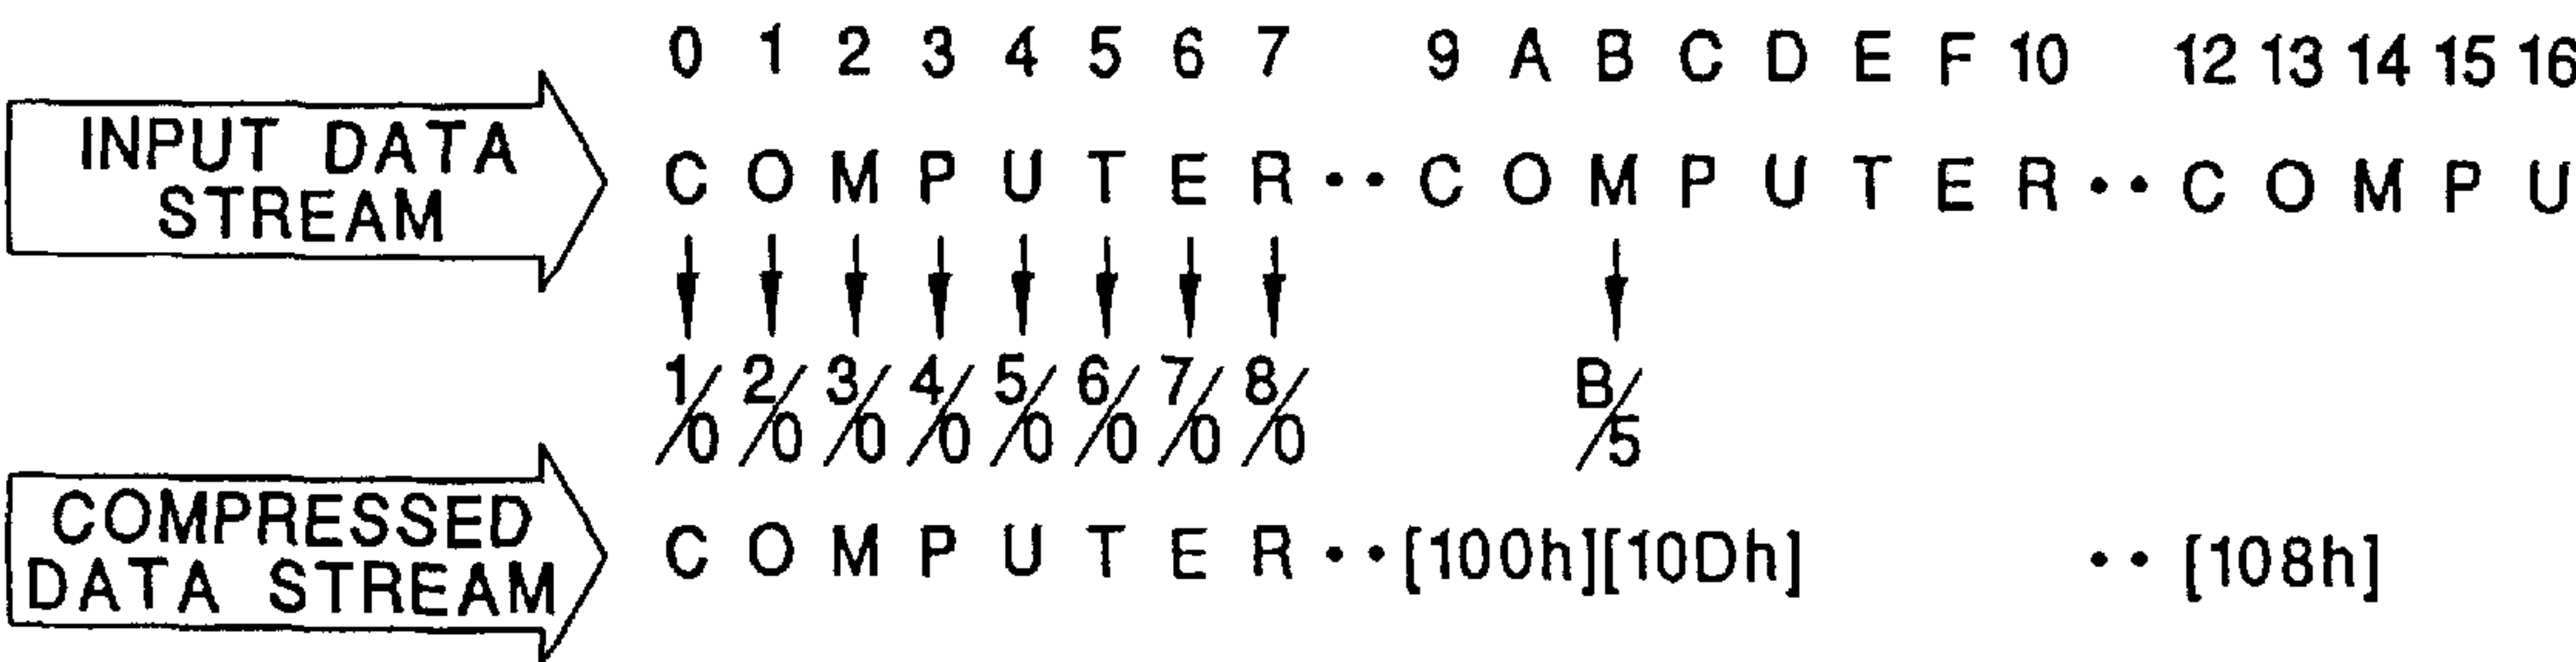 0 1 2 3 4 5 6 7 9 A B C D E F 10 12 13 14 15 16
INPUT DATA
STREAM
C O M P U T E R • • C O M P U T E R • • C O M P U
1/0 2/0 3/0 4/0 5/0 6/0 7/0 8/0 B/5
COMPRESSED
DATA STREAM
C O M P U T E R • • [100h][10Dh] • • [108h]